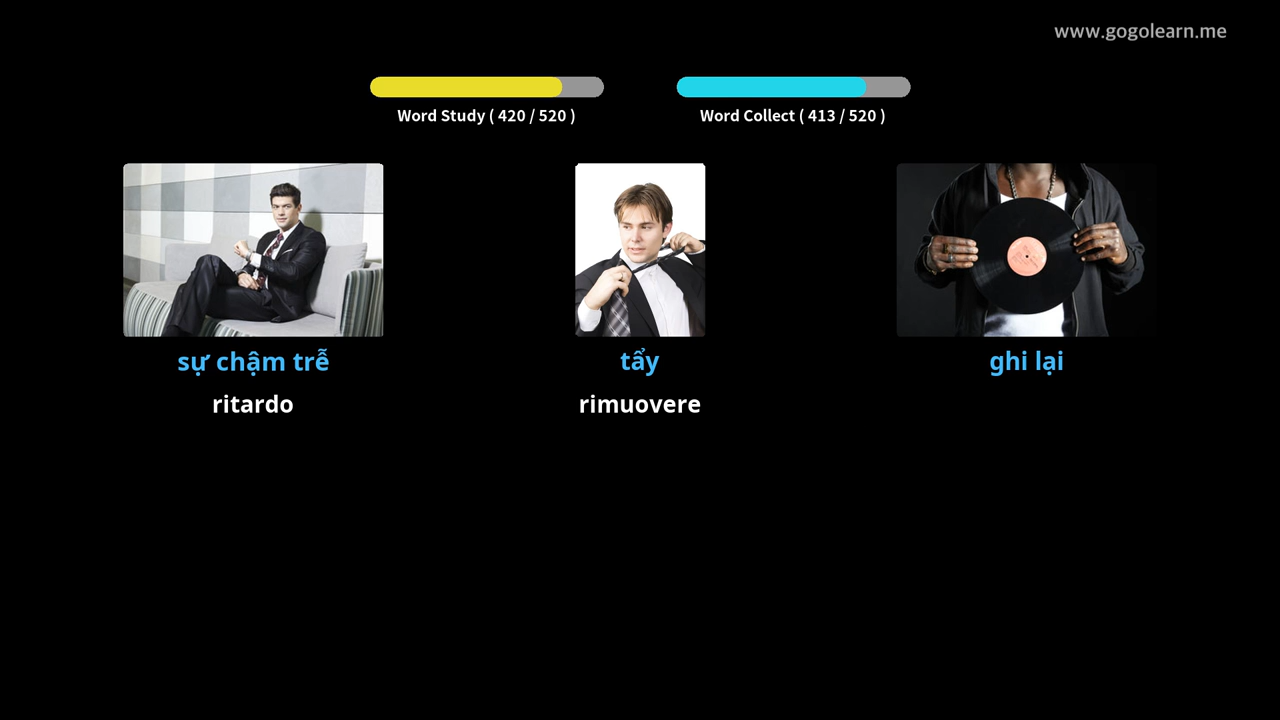 www.gogolearn.me
Word Study ( 420 / 520 )
Word Collect ( 413 / 520 )
sự chậm trễ
tẩy
ghi lại
ritardo
rimuovere